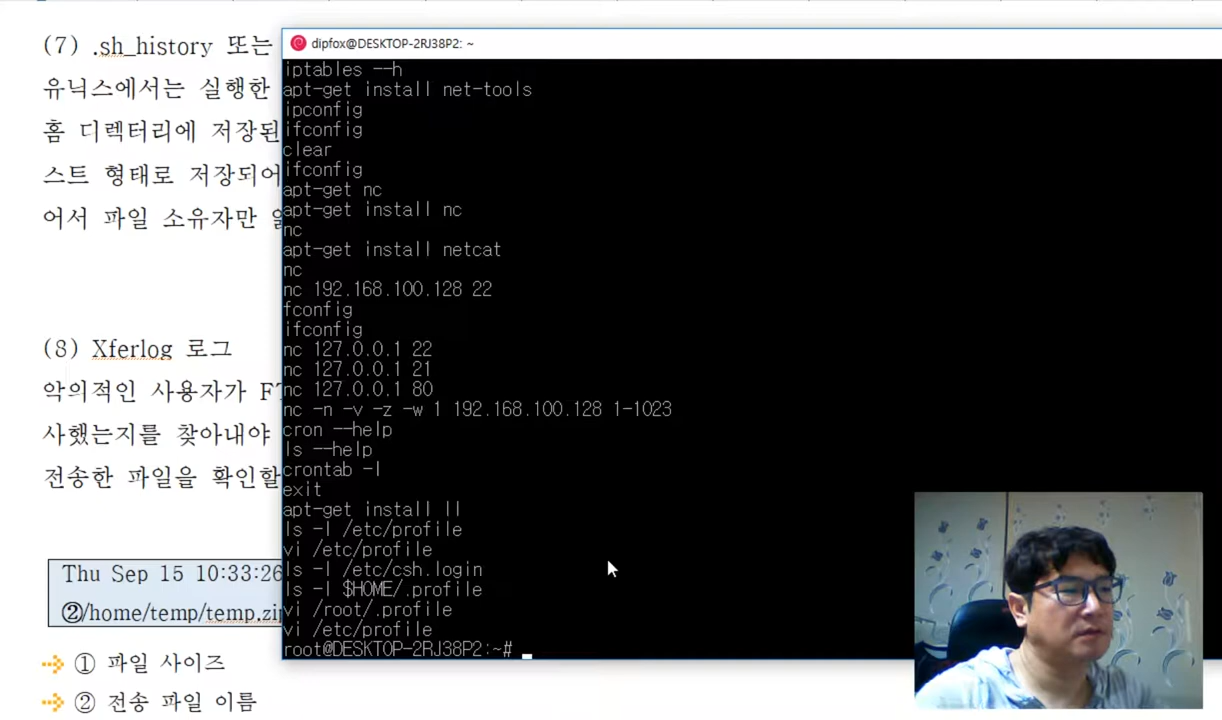 (7) .sh_history 또는
유닉스에서는 실행한
홈 디렉터리에 저장된
스트 형태로 저장되어
어서 파일 소유자만
(8) Xferlog 로그
악의적인 사용자가
사했는지를 찾아내야
전송한 파일을 확인할
Thu Sep 15 10:33:26
②/home/temp/temp.zi
① 파일 사이즈
② 전송 파일 이름
dipfox@DESKTOP-2RJ38P2: ~
iptables --h
apt-get install net-tools
ipconfig
ifconfig
clear
ifconfig
apt-get nc
apt-get install nc
nc
apt-get install netcat
nc
nc 192.168.100.128 22
fconfig
ifconfig
nc 127.0.0.1 22
nc 127.0.0.1 21
nc 127.0.0.1 80
nc -n -v -z -w 1 192.168.100.128 1-1023
cron --help
ls --help
crontab -l
exit
apt-get install ll
ls -l /etc/profile
vi /etc/profile
ls -l /etc/csh.login
ls -l $HOME/.profile
vi /root/.profile
vi /etc/profile
root@DESKTOP-2RJ38P2:~#